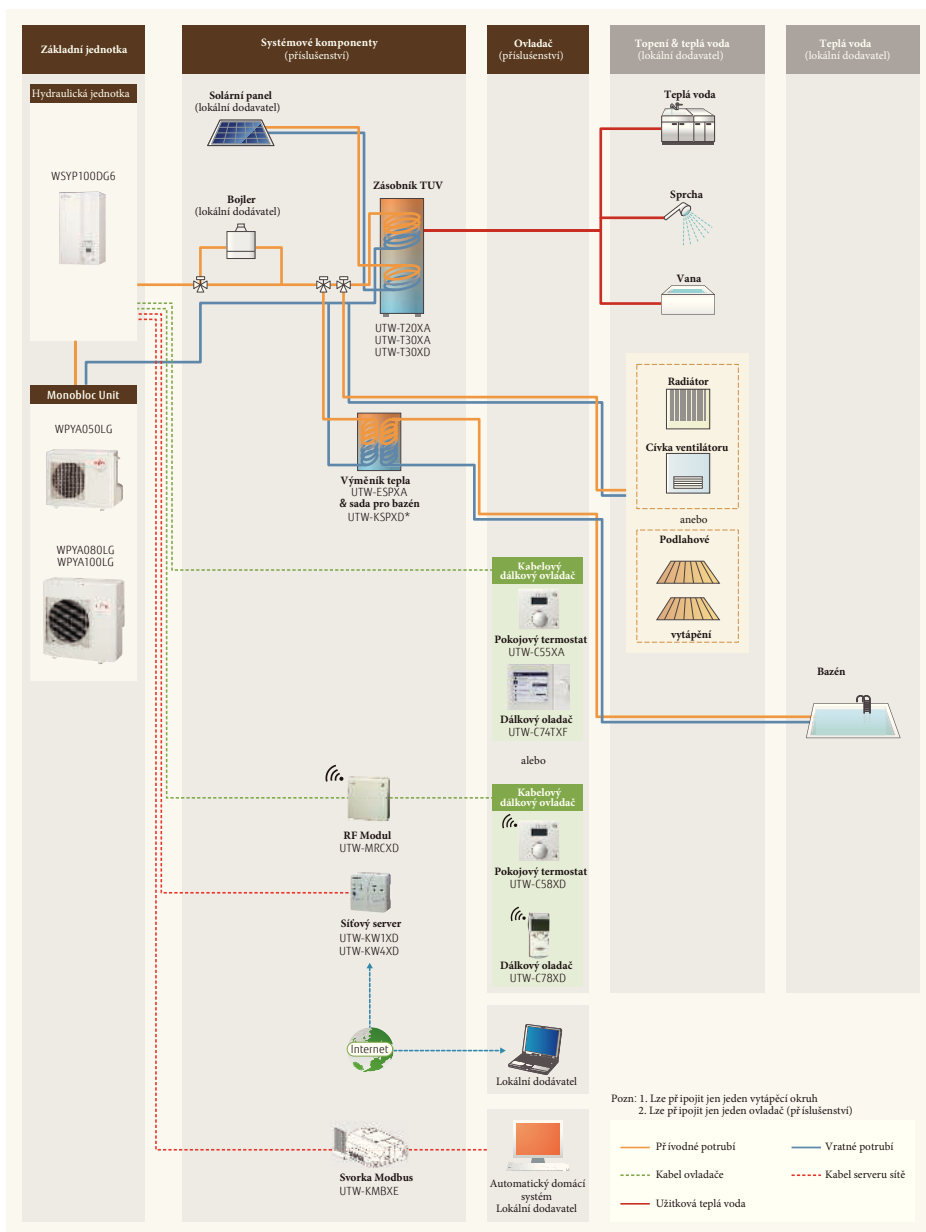 Základní jednotka
Systémové komponenty
(příslušenství)
Ovladač
(příslušenství)
Topení & teplá voda
(lokální dodavatel)
Teplá voda
(lokální dodavatel)
Hydraulická jednotka
WSYP100DG6
Solární panel
(lokální dodavatel)
Bojler
(lokální dodávatel)
Zásobník TUV
UTW-T20XA
UTW-T30XA
UTW-T30XD
Teplá voda
Sprcha
Vana
Monobloc Unit
WPYA050LG
WPYA080LG
WPYA100LG
Výměník tepla
UTW-ESPXA
& sada pro bazén
UTW-KSPXD*
Radiátor
Cívka ventilátoru
anebo
Podlahové
vytápění
Kabelový
dálkový ovladač
Pokojový termostat
UTW-C55XA
Dálkový oladač
UTW-C74TXF
alebo
Kabelový
dálkový ovladač
Pokojový termostat
UTW-C58XD
Dálkový oladač
UTW-C78XD
Bazén
RF Modul
UTW-MRCXD
Síťový server
UTW-KW1XD
UTW-KW4XD
Internet
Lokální dodávatel
Svorka Modbus
UTW-KMBXE
Automatický domácí
systém
Lokální dodavatel
Pozn: 1. Lze připojit jen jeden vytápěcí okruh
2. Lze připojit jen jeden ovladač (příslušenství)
Přívodné potrubí
Vratné potrubí
Kabel ovladače
Kabel serveru sítě
Užitková teplá voda